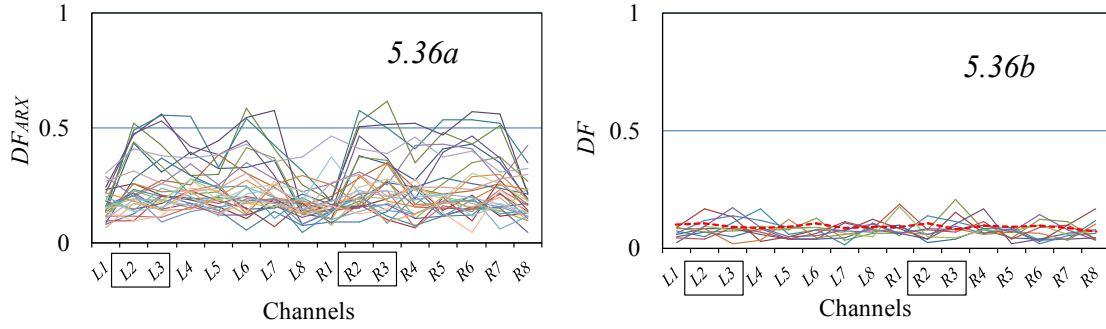 1
5.36a
0.5
DF_ARX
0
L1 L2 L3 L4 L5 L6 L7 L8 R1 R2 R3 R4 R5 R6 R7 R8
Channels
1
5.36b
0.5
DF
0
L1 L2 L3 L4 L5 L6 L7 L8 R1 R2 R3 R4 R5 R6 R7 R8
Channels